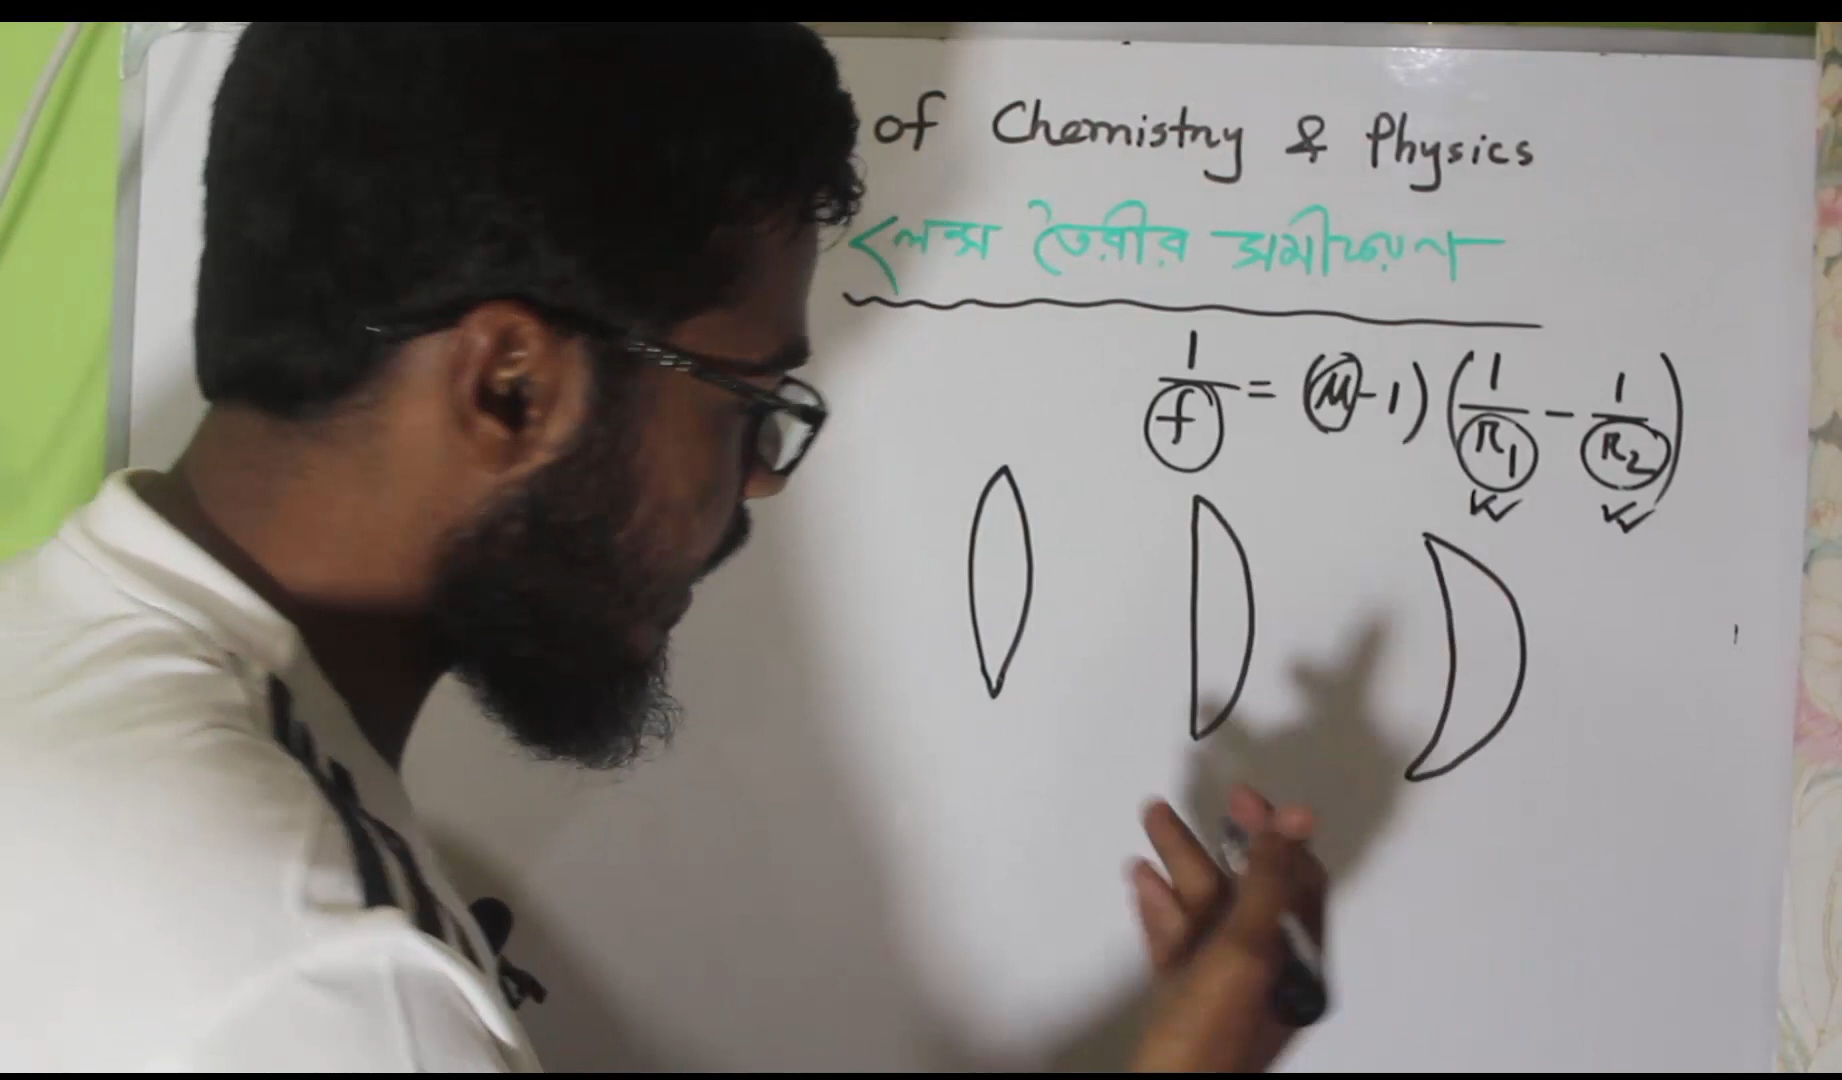 of Chemistry & Physics
লেন্স তৈরীর সমীকরণ
1/f = (μ-1) (1/R₁ - 1/R₂)